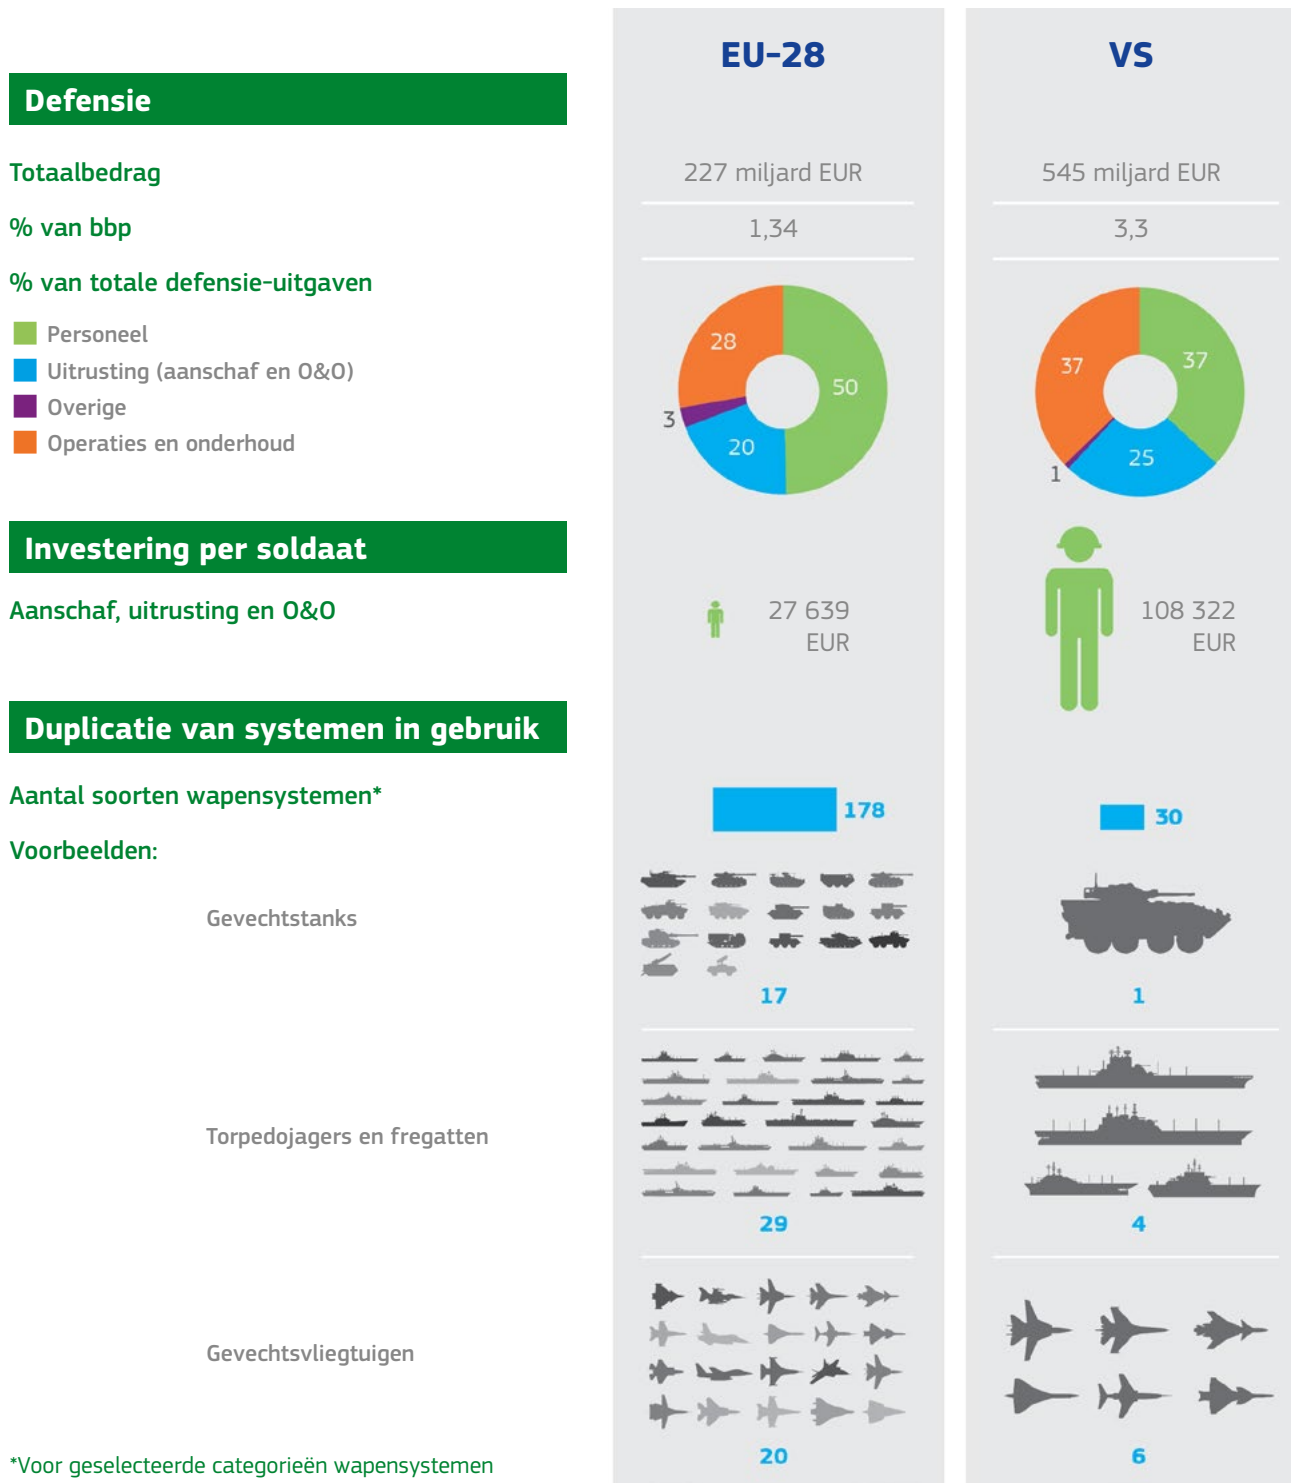 EU-28
VS
Defensie
Totaalbedrag
227 miljard EUR
545 miljard EUR
% van bbp
1,34
3,3
% van totale defensie-uitgaven
Personeel
Uitrusting (aanschaf en O&O)
Overige
Operaties en onderhoud
28
50
3
20
37
37
1
25
Investering per soldaat
Aanschaf, uitrusting en O&O
27 639
EUR
108 322
EUR
Duplicatie van systemen in gebruik
Aantal soorten wapensystemen*
178
30
Voorbeelden:
Gevechtstanks
17
1
Torpedojagers en fregatten
29
4
Gevechtsvliegtuigen
20
6
*Voor geselecteerde categorieën wapensystemen